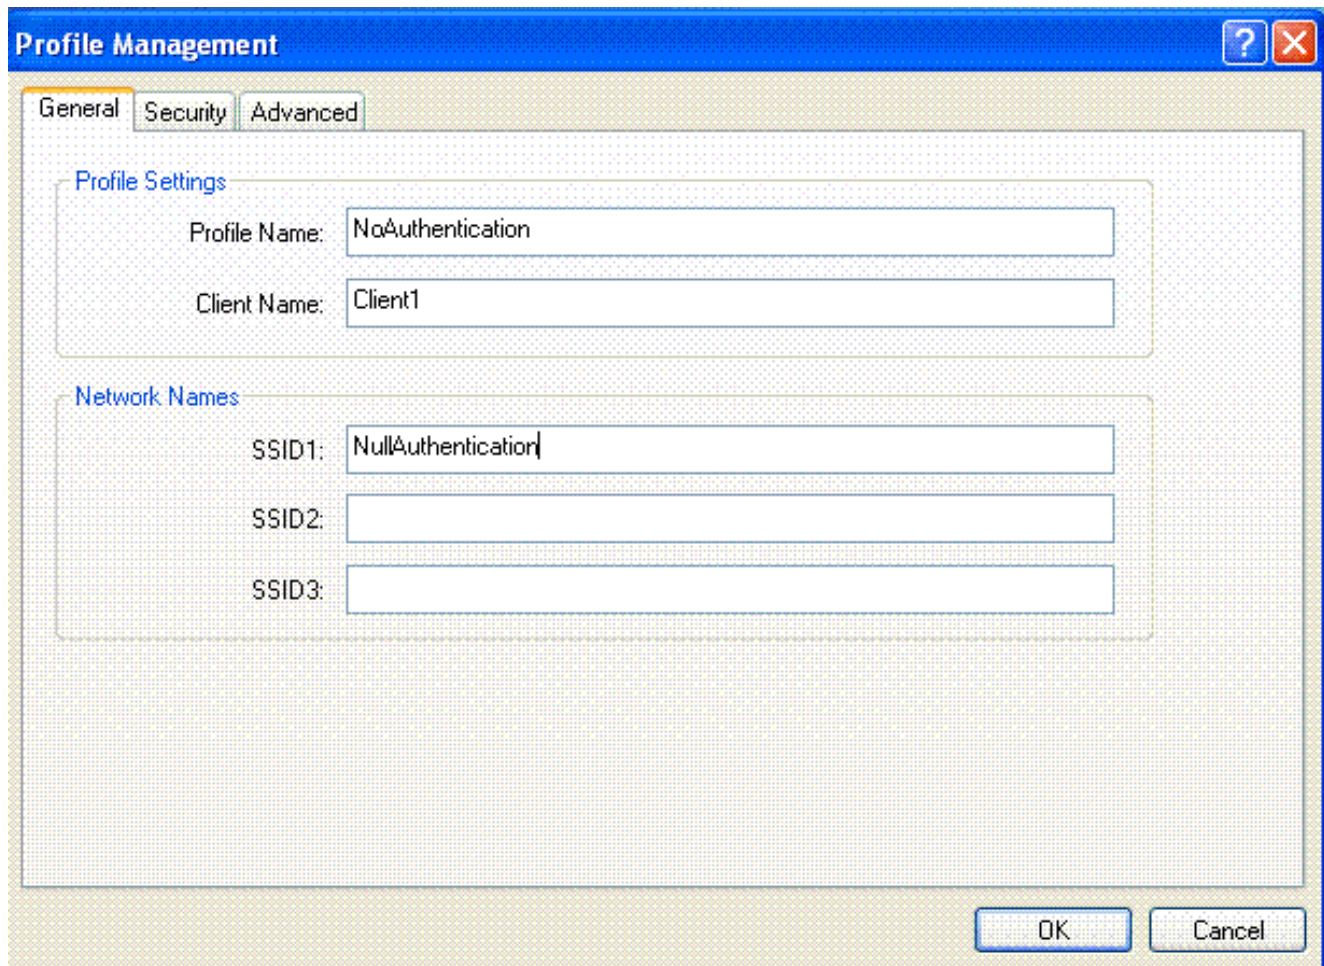 Profile Management
General Security Advanced
Profile Settings
Profile Name: NoAuthentication
Client Name: Client1
Network Names
SSID1: NullAuthentication
SSID2:
SSID3:
OK Cancel